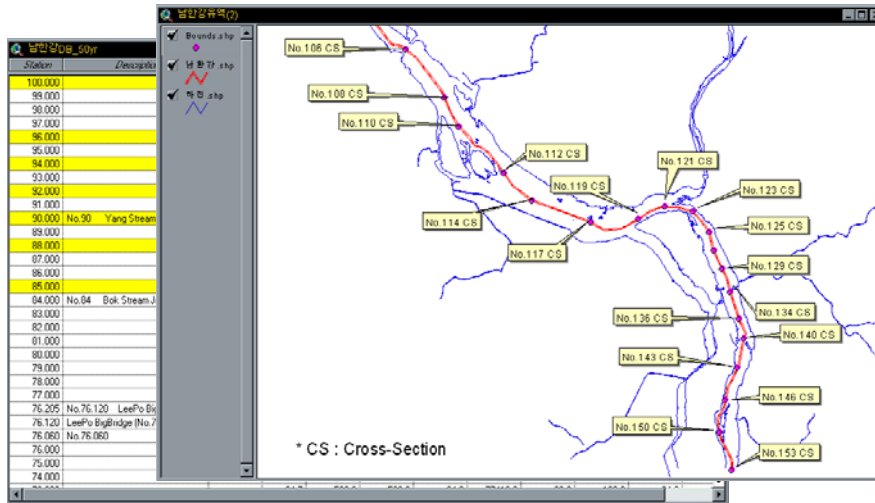 남한강유역(2)
Bounds.shp
남한강.shp
하천.shp
No.106 CS
No.108 CS
No.110 CS
No.112 CS
No.114 CS
No.117 CS
No.119 CS
No.121 CS
No.123 CS
No.125 CS
No.129 CS
No.134 CS
No.136 CS
No.140 CS
No.143 CS
No.146 CS
No.150 CS
No.153 CS
* CS : Cross-Section
남한강DB_50yr
Station Descriptio
100.000
99.000
98.000
97.000
96.000
95.000
94.000
93.000
92.000
91.000
90.000 No.90 Yang Stream
89.000
88.000
87.000
86.000
85.000
84.000 No.84 Bok Stream J
83.000
82.000
81.000
80.000
79.000
78.000
77.000
76.205 No.76.120 LeePo Bi
76.120 LeePo BigBridge (No.7
76.060 No.76.060
76.000
75.000
74.000